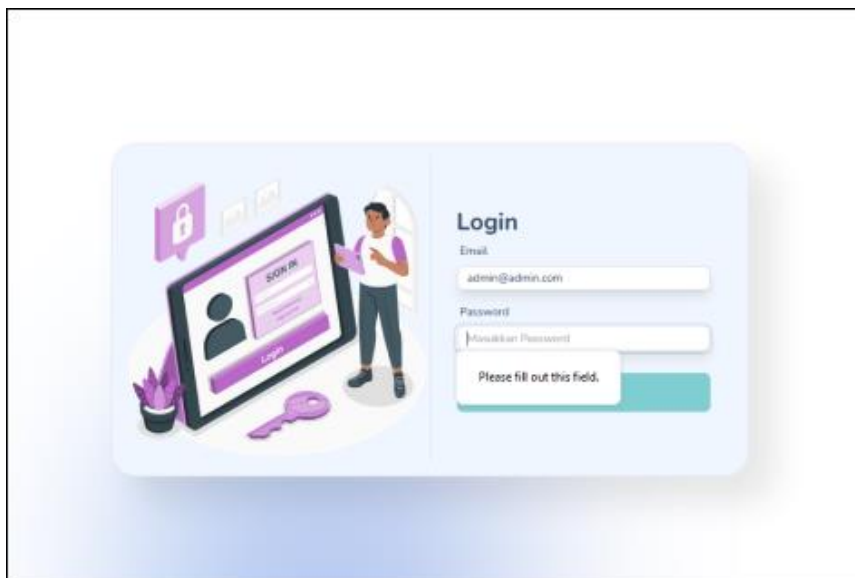 SIGN IN
Login
Login
Email
admin@admin.com
Password
Masukkan Password
Please fill out this field.